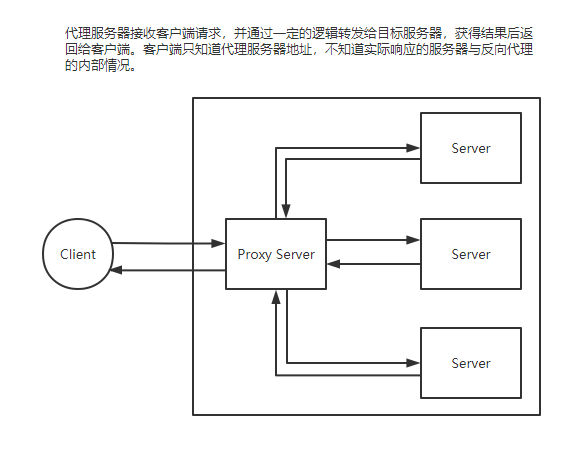 代理服务器接收客户端请求，并通过一定的逻辑转发给目标服务器，获得结果后返
回给客户端。客户端只知道代理服务器地址，不知道实际响应的服务器与反向代理
的内部情况。
Server
Client
Proxy Server
Server
Server